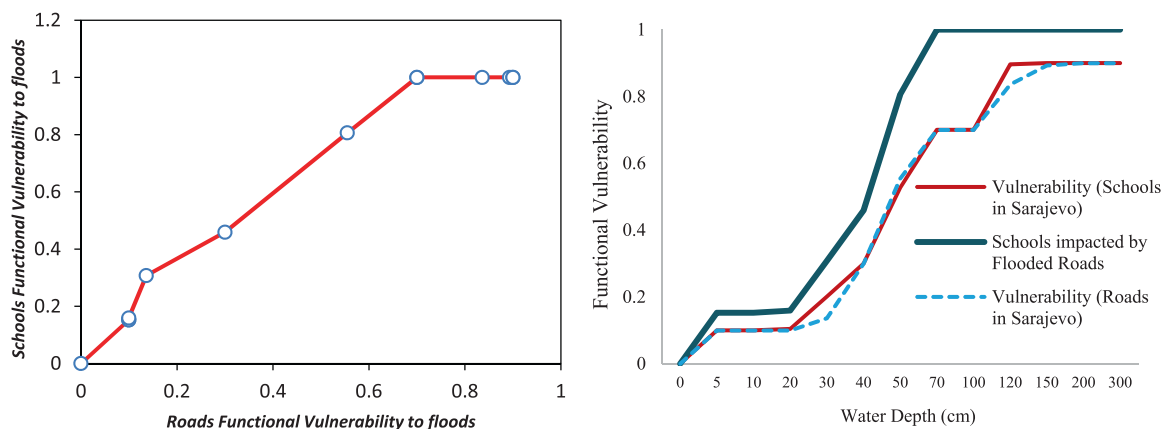 Schools Functional Vulnerability to floods
1.2
1
0.8
0.6
0.4
0.2
0
0 0.2 0.4 0.6 0.8 1
Roads Functional Vulnerability to floods
Functional Vulnerability
1
0.8
0.6
0.4
0.2
0
Vulnerability (Schools
in Sarajevo)
Schools impacted by
Flooded Roads
Vulnerability (Roads
in Sarajevo)
0 5 10 20 30 40 50 70 100 120 150 200 300
Water Depth (cm)